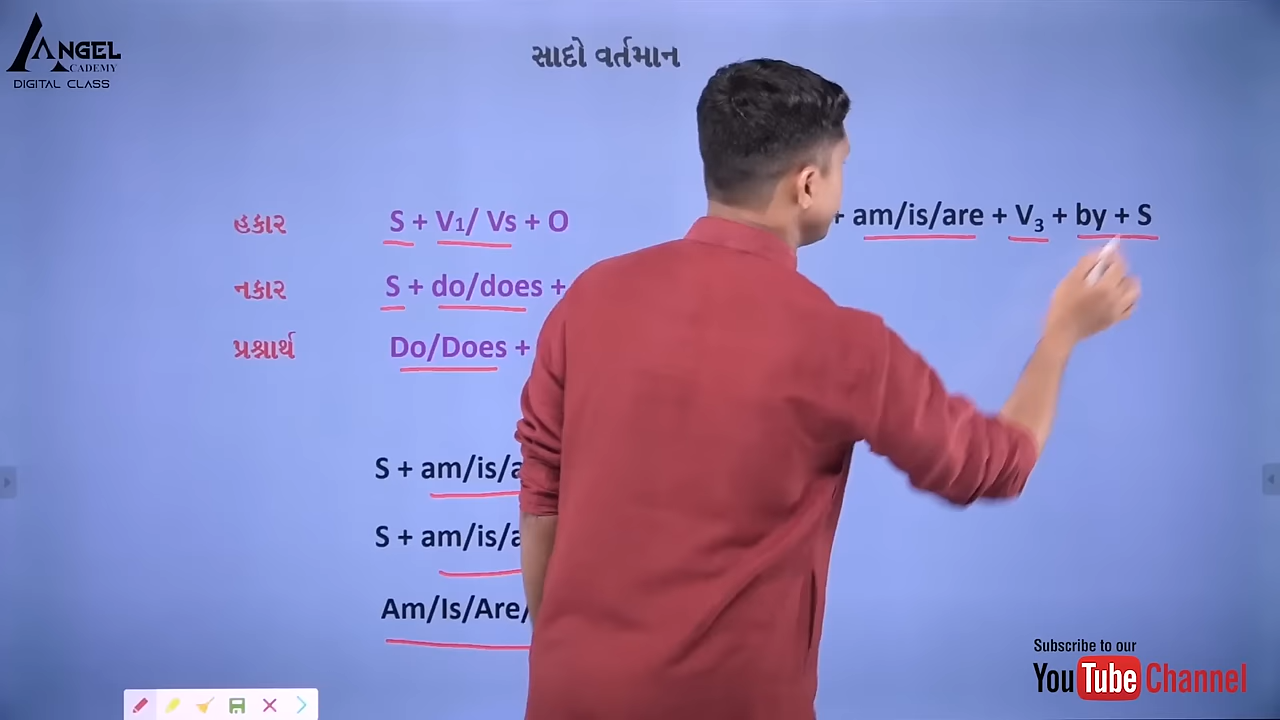 ANGEL
ACADEMY
DIGITAL CLASS
સાદો વર્તમાન
હકાર S + V1/ Vs + O + am/is/are + V3 + by + S
નકાર S + do/does +
પ્રશ્નાર્થ Do/Does +
S + am/is/a
S + am/is/a
Am/Is/Are/
Subscribe to our
YouTube Channel